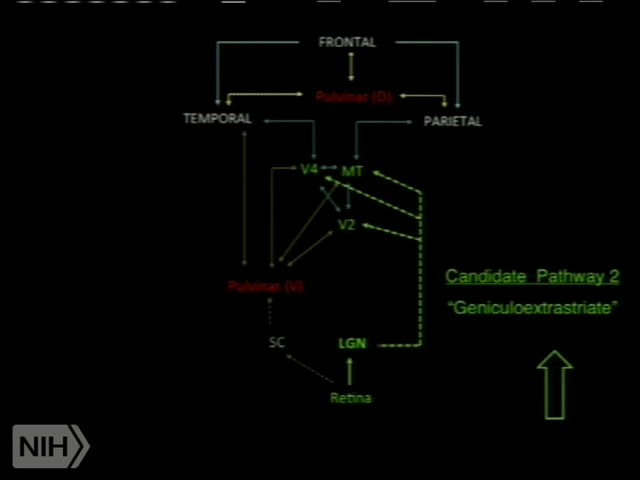 FRONTAL
Pulvinar (D)
TEMPORAL
PARIETAL
V4
MT
V2
Pulvinar (V)
Candidate Pathway 2
"Geniculoextrastriate"
SC
LGN
Retina
NIH